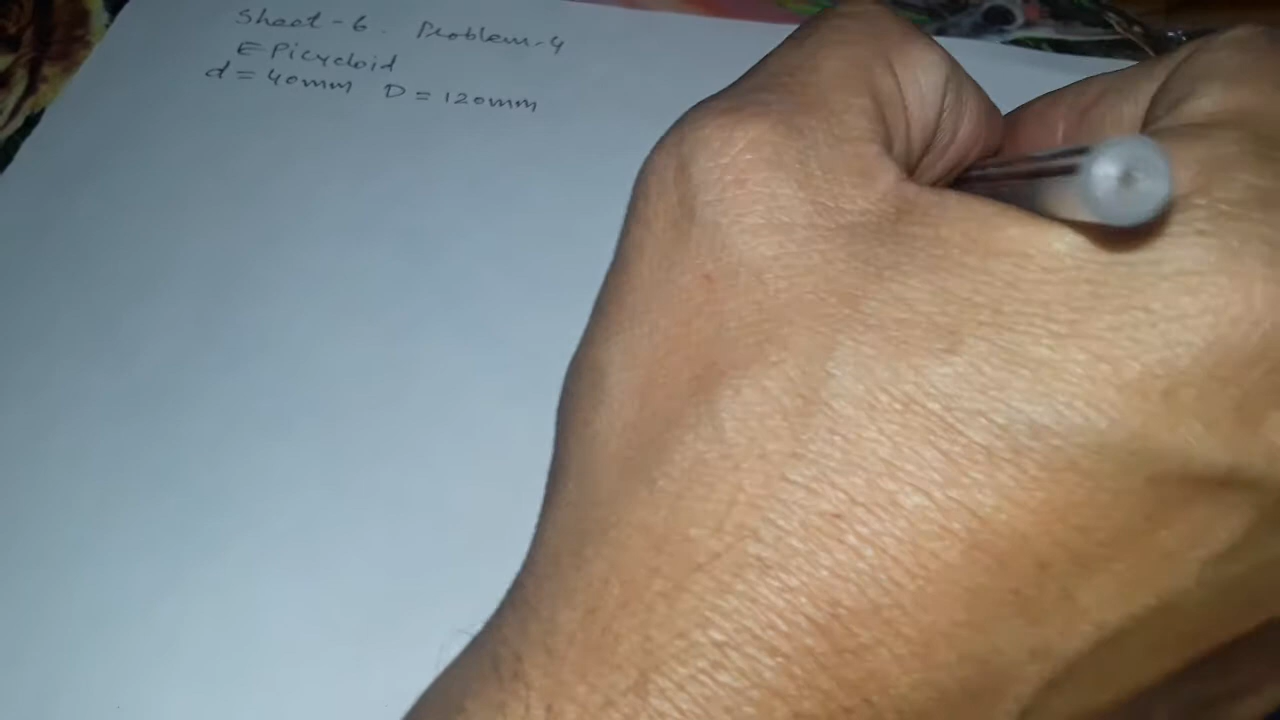 Sheet-6. Problem-4
Epicycloid
d = 40mm D = 120mm